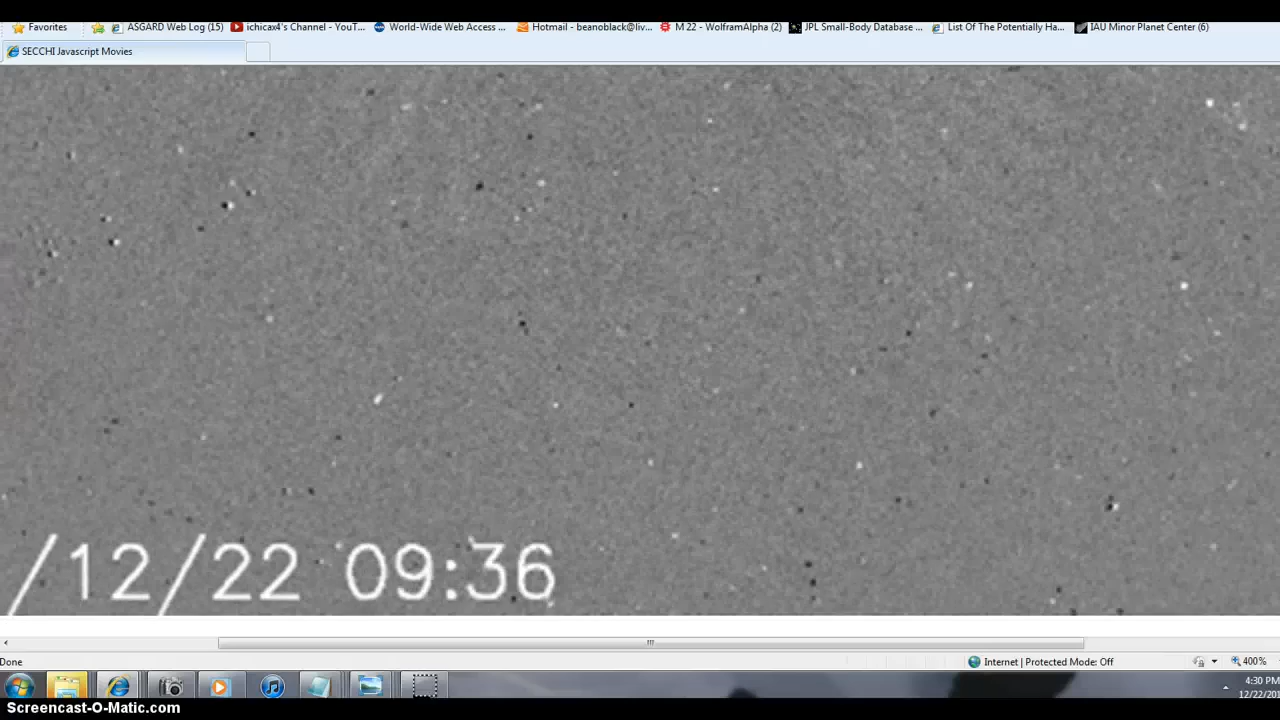 Favorites ASGARD Web Log (15) ichicax4's Channel - YouT... World-Wide Web Access ... Hotmail - beanoblack@liv... M 22 - WolframAlpha (2) JPL Small-Body Database ... List Of The Potentially Ha... IAU Minor Planet Center (6)
SECCHI Javascript Movies
/12/22 09:36
Done Internet | Protected Mode: Off 400%
4:30 PM
12/22/20
Screencast-O-Matic.com